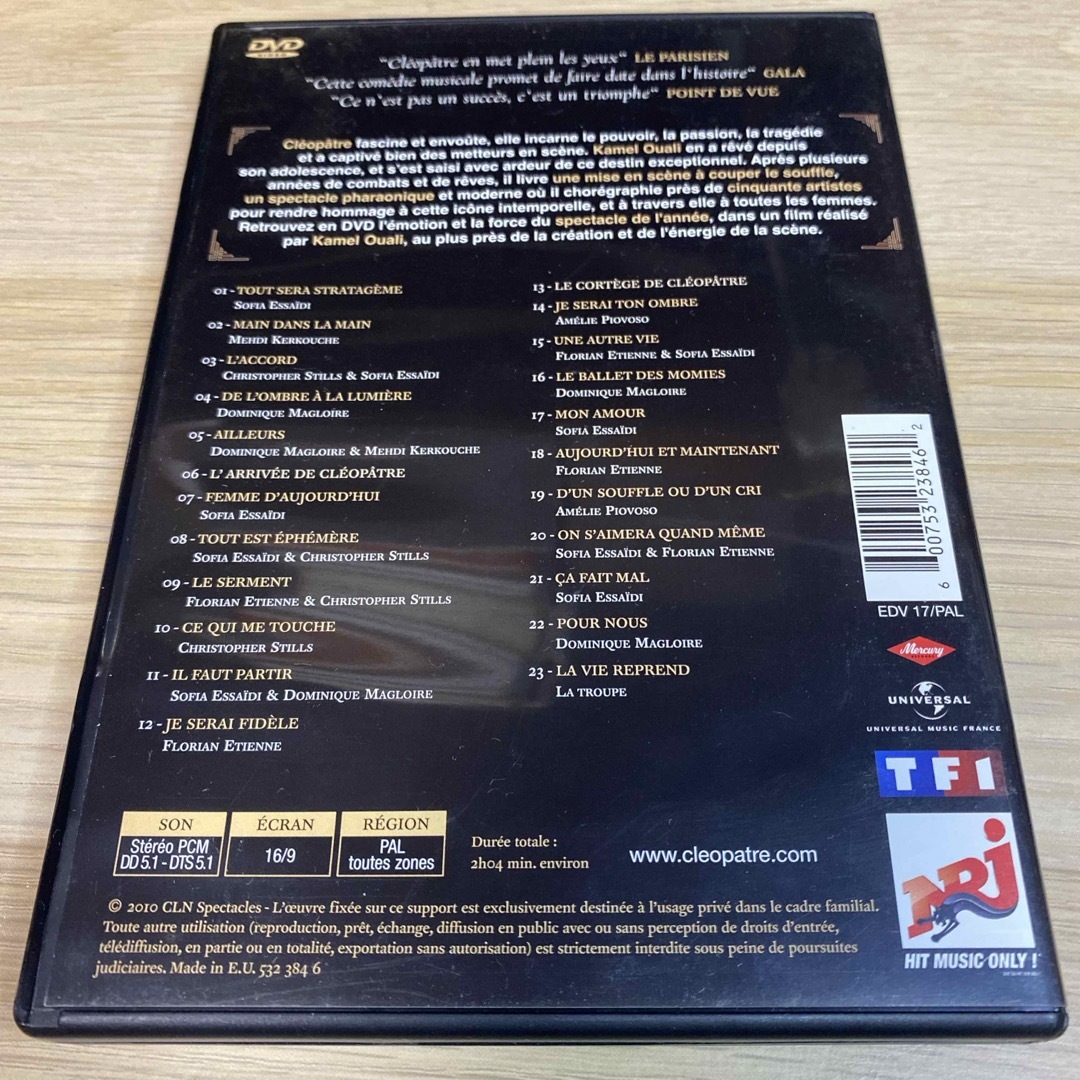 DVD
VIDEO
"Cléopâtre en met plein les yeux" LE PARISIEN
"Cette comédie musicale promet de faire date dans l'histoire" GALA
"Ce n'est pas un succès, c'est un triomphe" POINT DE VUE
Cléopâtre fascine et envoûte, elle incarne le pouvoir, la passion, la tragédie
et a captivé bien des metteurs en scène. Kamel Ouali en a rêvé depuis
son adolescence, et s'est saisi avec ardeur de ce destin exceptionnel. Après plusieurs
années de combats et de rêves, il livre une mise en scène à couper le souffle,
un spectacle pharaonique et moderne où il chorégraphie près de cinquante artistes
pour rendre hommage à cette icône intemporelle, et à travers elle à toutes les femmes.
Retrouvez en DVD l'émotion et la force du spectacle de l'année, dans un film réalisé
par Kamel Ouali, au plus près de la création et de l'énergie de la scène.
01 - TOUT SERA STRATAGÈME
SOFIA ESSAÏDI
02 - MAIN DANS LA MAIN
MEHDI KERKOUCHE
03 - L'ACCORD
CHRISTOPHER STILLS & SOFIA ESSAÏDI
04 - DE L'OMBRE À LA LUMIÈRE
DOMINIQUE MAGLOIRE
05 - AILLEURS
DOMINIQUE MAGLOIRE & MEHDI KERKOUCHE
06 - L'ARRIVÉE DE CLÉOPÂTRE
07 - FEMME D'AUJOURD'HUI
SOFIA ESSAÏDI
08 - TOUT EST ÉPHÉMÈRE
SOFIA ESSAÏDI & CHRISTOPHER STILLS
09 - LE SERMENT
FLORIAN ETIENNE & CHRISTOPHER STILLS
10 - CE QUI ME TOUCHE
CHRISTOPHER STILLS
11 - IL FAUT PARTIR
SOFIA ESSAÏDI & DOMINIQUE MAGLOIRE
12 - JE SERAI FIDÈLE
FLORIAN ETIENNE
13 - LE CORTÈGE DE CLÉOPÂTRE
14 - JE SERAI TON OMBRE
AMÉLIE PIOVOSO
15 - UNE AUTRE VIE
FLORIAN ETIENNE & SOFIA ESSAÏDI
16 - LE BALLET DES MOMIES
DOMINIQUE MAGLOIRE
17 - MON AMOUR
SOFIA ESSAÏDI
18 - AUJOURD'HUI ET MAINTENANT
FLORIAN ETIENNE
19 - D'UN SOUFFLE OU D'UN CRI
AMÉLIE PIOVOSO
20 - ON S'AIMERA QUAND MÊME
SOFIA ESSAÏDI & FLORIAN ETIENNE
21 - ÇA FAIT MAL
SOFIA ESSAÏDI
22 - POUR NOUS
DOMINIQUE MAGLOIRE
23 - LA VIE REPREND
LA TROUPE
6 00753 23846 2
EDV 17/PAL
Mercury
UNIVERSAL
UNIVERSAL MUSIC FRANCE
TF1
NRJ
HIT MUSIC ONLY !
SON
Stéréo PCM
DD 5.1 - DTS 5.1
ÉCRAN
16/9
RÉGION
PAL
toutes zones
Durée totale :
2h04 min. environ
www.cleopatre.com
© 2010 CLN Spectacles - L'œuvre fixée sur ce support est exclusivement destinée à l'usage privé dans le cadre familial.
Toute autre utilisation (reproduction, prêt, échange, diffusion en public avec ou sans perception de droits d'entrée,
télédiffusion, en partie ou en totalité, exportation sans autorisation) est strictement interdite sous peine de poursuites
judiciaires. Made in E.U. 532 384 6